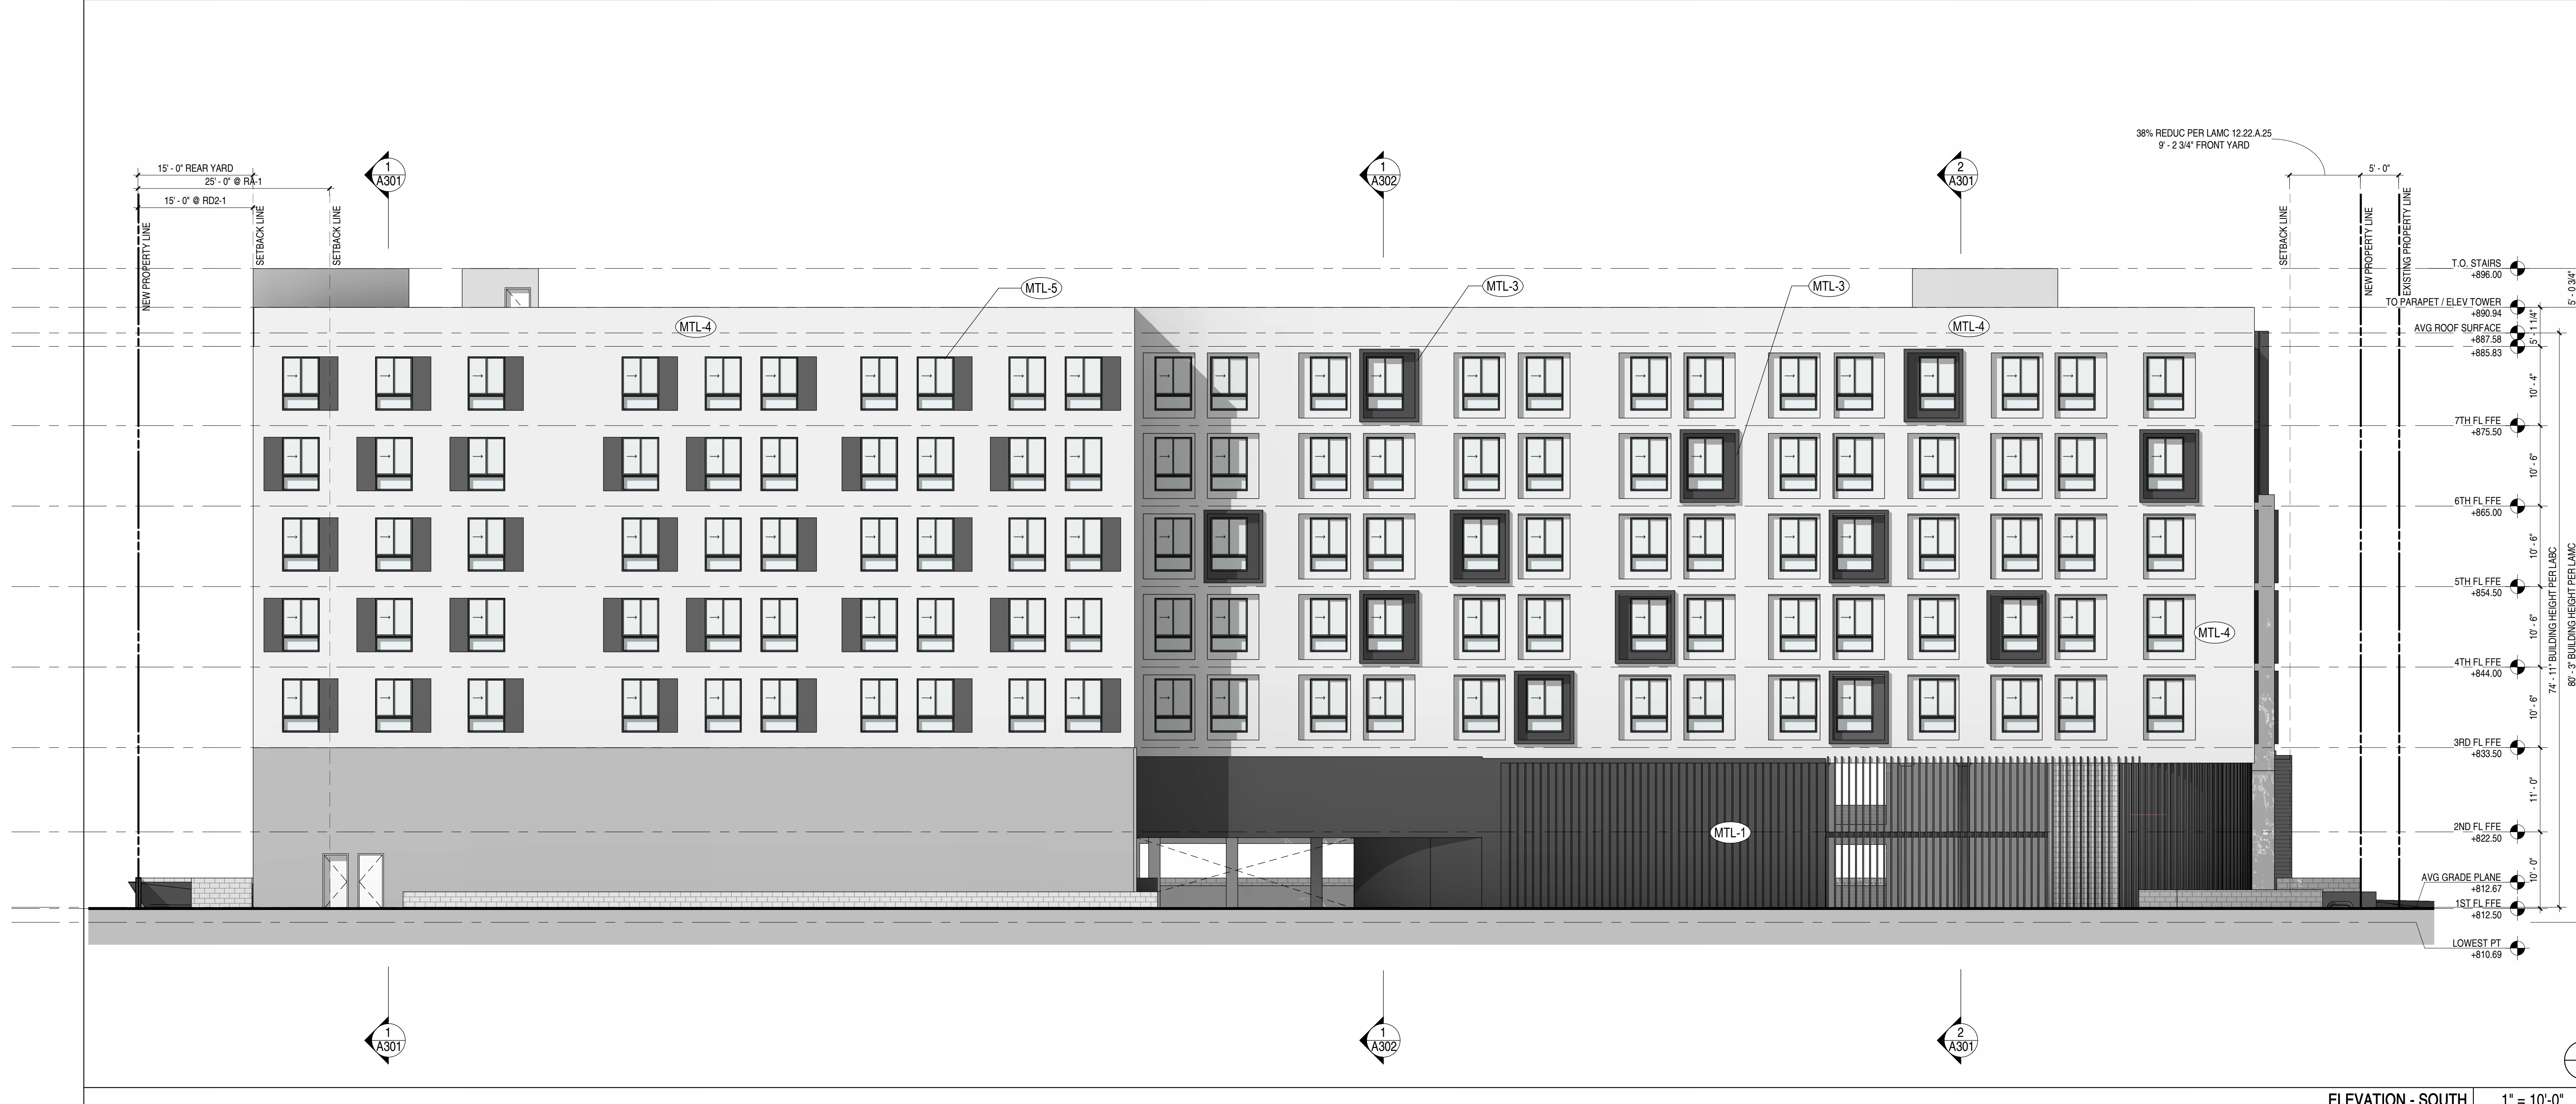 38% REDUC PER LAMC 12.22.A.25
9' - 2 3/4" FRONT YARD
15' - 0" REAR YARD
25' - 0" @ RA-1
15' - 0" @ RD2-1
5' - 0"
1
A301
1
A302
2
A301
NEW PROPERTY LINE
SETBACK LINE
SETBACK LINE
SETBACK LINE
NEW PROPERTY LINE
EXISTING PROPERTY LINE
MTL-5
MTL-3
MTL-3
MTL-4
MTL-4
MTL-4
MTL-1
T.O. STAIRS
+896.00
TO PARAPET / ELEV TOWER
+890.94
AVG ROOF SURFACE
+887.58
+885.83
7TH FL FFE
+875.50
6TH FL FFE
+865.00
5TH FL FFE
+854.50
4TH FL FFE
+844.00
3RD FL FFE
+833.50
2ND FL FFE
+822.50
AVG GRADE PLANE
+812.67
1ST FL FFE
+812.50
LOWEST PT
+810.69
5' - 0 3/4"
5' - 1 1/4"
10' - 4"
10' - 6"
10' - 6"
10' - 6"
10' - 6"
11' - 0"
10' - 0"
74' - 11" BUILDING HEIGHT PER LABC
80' - 3" BUILDING HEIGHT PER LAMC
1
A301
1
A302
2
A301
ELEVATION - SOUTH
1" = 10'-0"